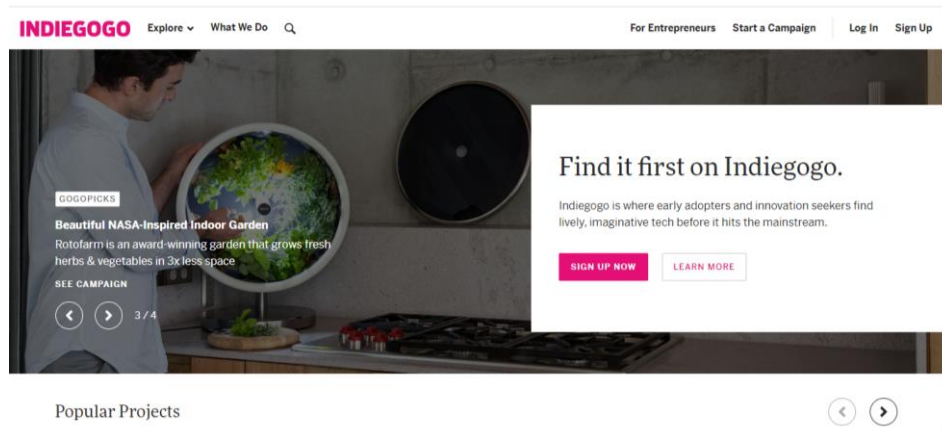 INDIEGOGO Explore What We Do For Entrepreneurs Start a Campaign Log In Sign Up
GOGOPICKS
Beautiful NASA-Inspired Indoor Garden
Rotofarm is an award-winning garden that grows fresh
herbs & vegetables in 3x less space
SEE CAMPAIGN
3/4
Find it first on Indiegogo.
Indiegogo is where early adopters and innovation seekers find
lively, imaginative tech before it hits the mainstream.
SIGN UP NOW LEARN MORE
Popular Projects